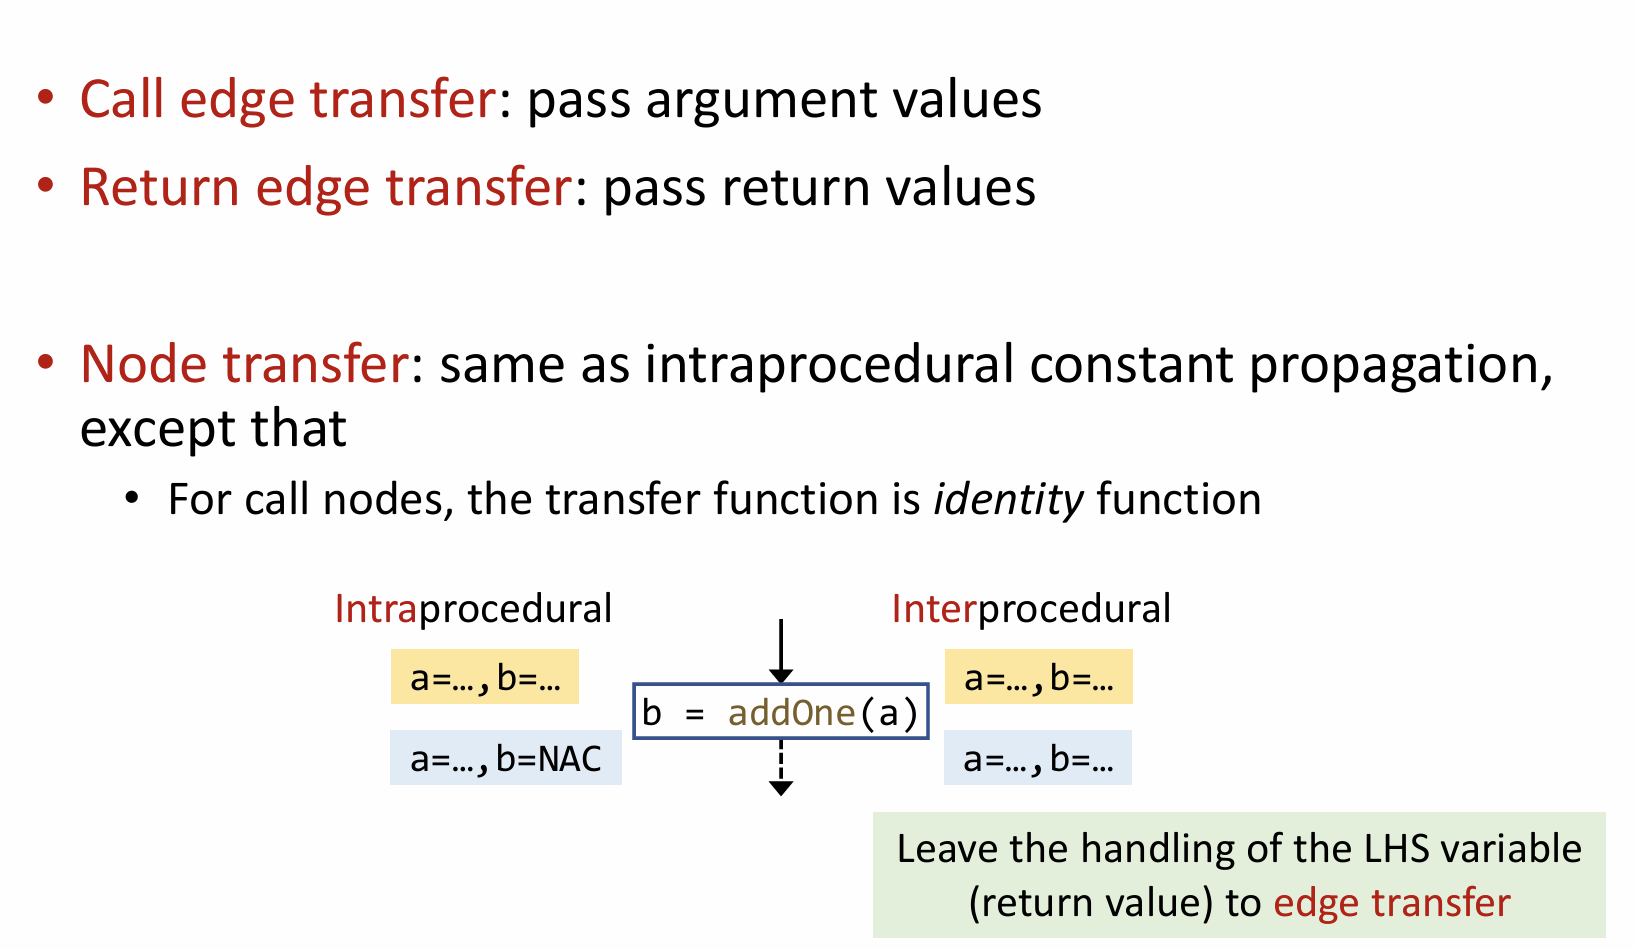 • Call edge transfer: pass argument values
• Return edge transfer: pass return values
• Node transfer: same as intraprocedural constant propagation,
except that
• For call nodes, the transfer function is identity function
Intraprocedural
Interprocedural
a=…,b=…
b = addOne(a)
a=…,b=…
a=…,b=NAC
a=…,b=…
Leave the handling of the LHS variable
(return value) to edge transfer